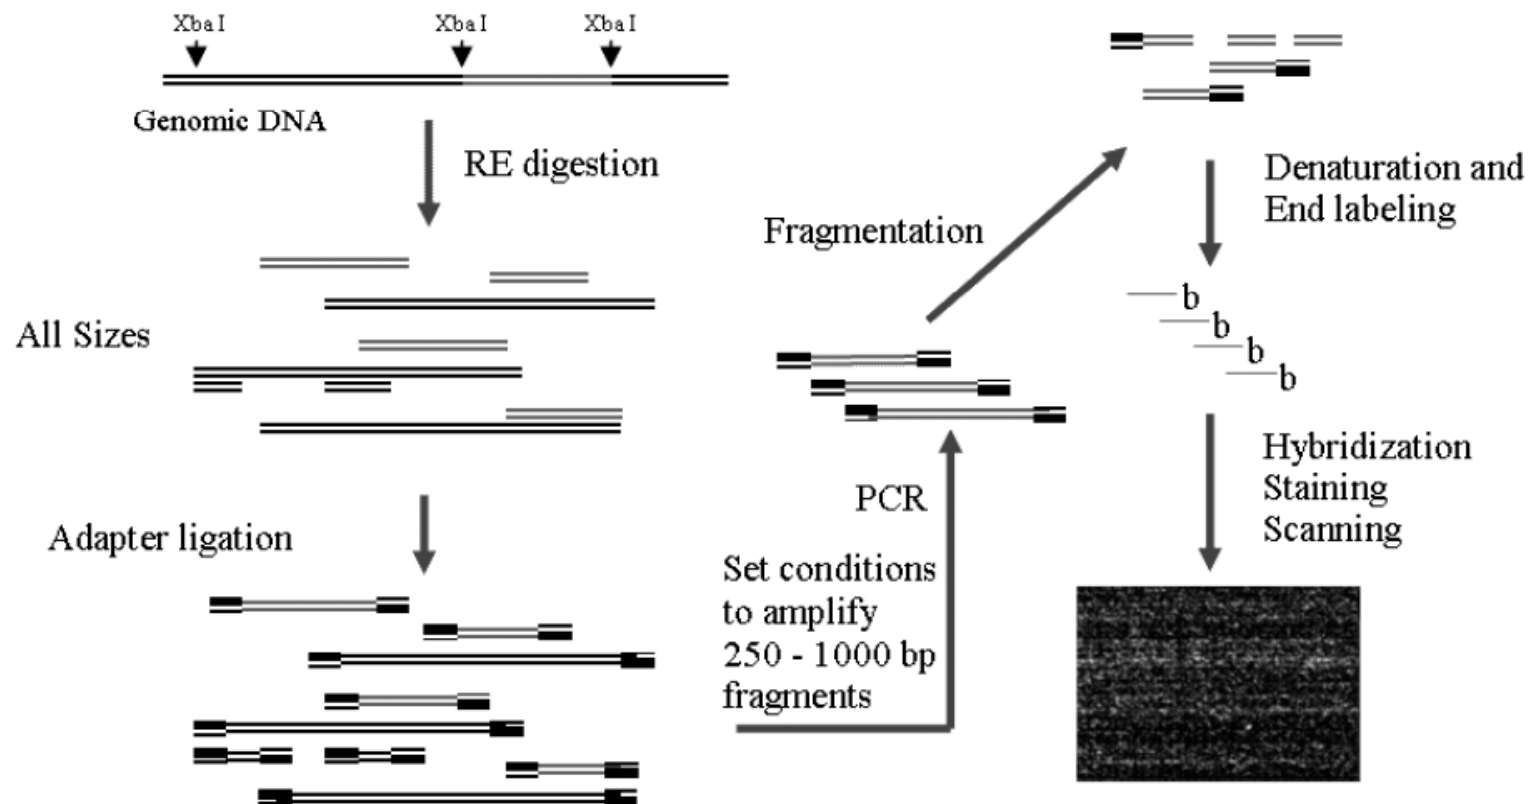 XbaI
XbaI
XbaI
Genomic DNA
RE digestion
All Sizes
Adapter ligation
PCR
Set conditions
to amplify
250 - 1000 bp
fragments
Fragmentation
Denaturation and
End labeling
b
b
b
b
Hybridization
Staining
Scanning